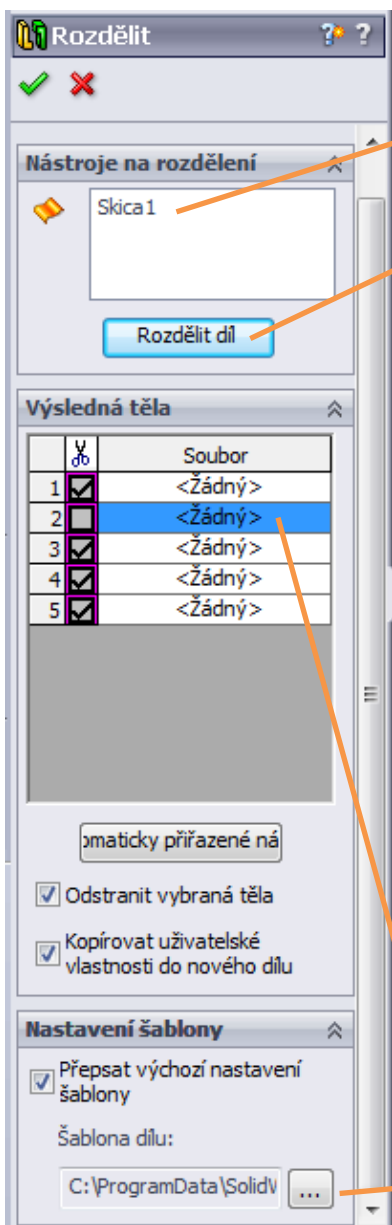 Rozdělit ? ?
Nástroje na rozdělení
Skica1
Rozdělit díl
Výsledná těla
Soubor
1 <Žádný>
2 <Žádný>
3 <Žádný>
4 <Žádný>
5 <Žádný>
omaticky přiřazené ná
Odstranit vybraná těla
Kopírovat uživatelské
vlastnosti do nového dílu
Nastavení šablony
Přepsat výchozí nastavení
šablony
Šablona dílu:
C:\ProgramData\Solid\ ...